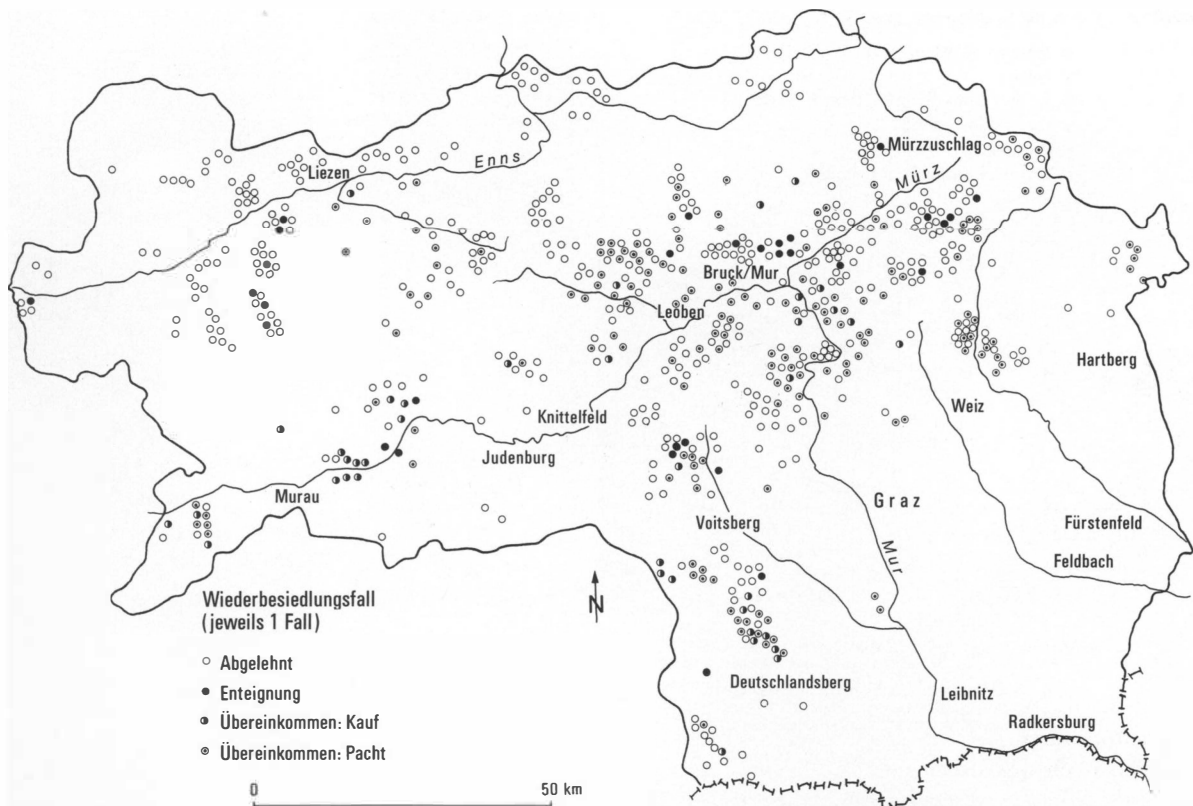 Enns
Liezen
Mürzzuschlag
Mürz
Bruck/Mur
Leoben
Hartberg
Weiz
Knittelfeld
Judenburg
Murau
Graz
Voitsberg
Fürstenfeld
Feldbach
Mur
Wiederbesiedlungsfall
(jeweils 1 Fall)
N
Abgelehnt
Enteignung
Übereinkommen: Kauf
Übereinkommen: Pacht
Deutschlandsberg
Leibnitz
Radkersburg
0
50 km